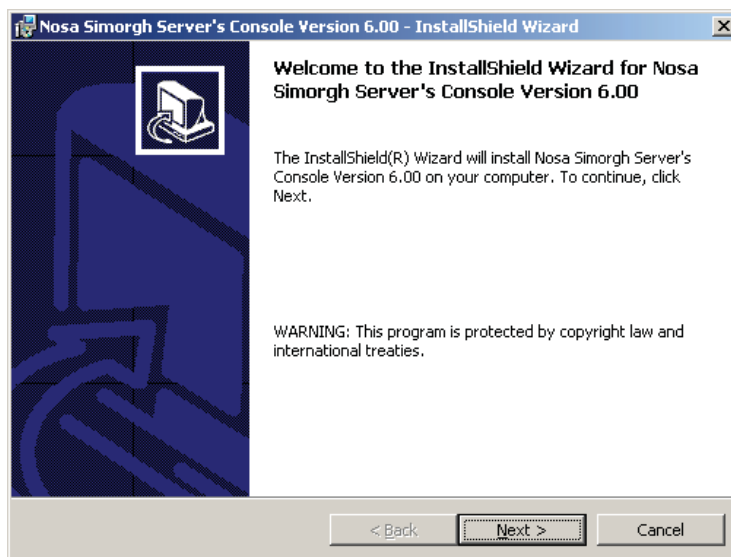 Nosa Simorgh Server's Console Version 6.00 - InstallShield Wizard
Welcome to the InstallShield Wizard for Nosa
Simorgh Server's Console Version 6.00
The InstallShield(R) Wizard will install Nosa Simorgh Server's
Console Version 6.00 on your computer. To continue, click
Next.
WARNING: This program is protected by copyright law and
international treaties.
< Back Next > Cancel